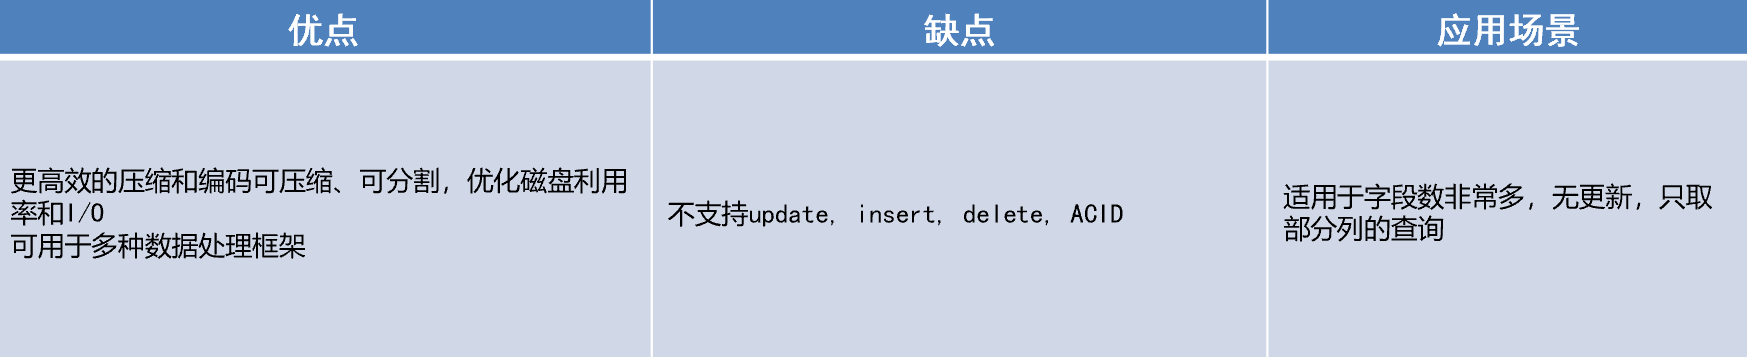 优点
缺点
应用场景
更高效的压缩和编码可压缩、可分割，优化磁盘利用
率和I/O
可用于多种数据处理框架
不支持update, insert, delete, ACID
适用于字段数非常多，无更新，只取
部分列的查询